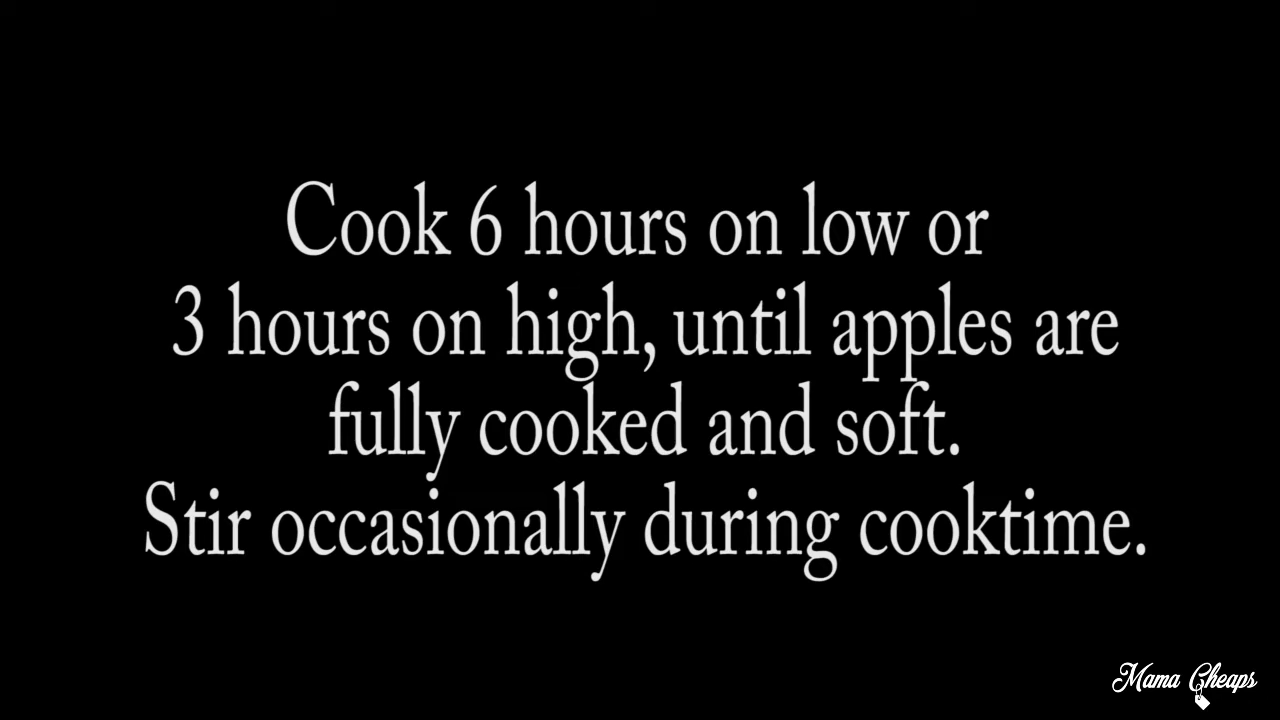 Cook 6 hours on low or
3 hours on high, until apples are
fully cooked and soft.
Stir occasionally during cooktime.
Mama Cheaps